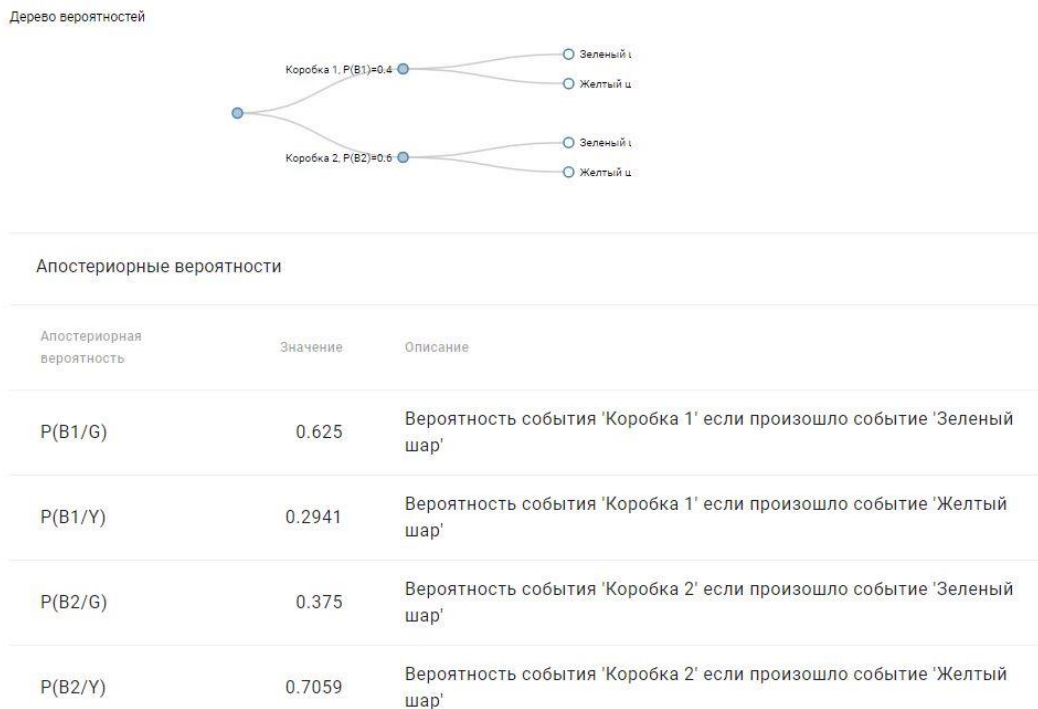 Дерево вероятностей
Коробка 1, P(B1)=0.4
Зеленый
Желтый
Коробка 2, P(B2)=0.6
Зеленый
Желтый
Апостериорные вероятности
Апостериорная
вероятность
Значение
Описание
P(B1/G)
0.625
Вероятность события 'Коробка 1' если произошло событие 'Зеленый
шар'
P(B1/Y)
0.2941
Вероятность события 'Коробка 1' если произошло событие 'Желтый
шар'
P(B2/G)
0.375
Вероятность события 'Коробка 2' если произошло событие 'Зеленый
шар'
P(B2/Y)
0.7059
Вероятность события 'Коробка 2' если произошло событие 'Желтый
шар'